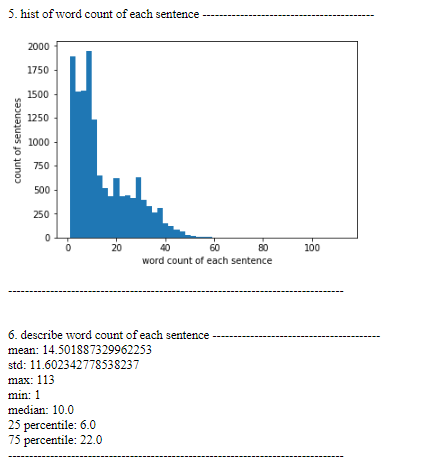 5. hist of word count of each sentence -----------------------------------------
2000
1750
1500
1250
1000
750
500
250
0
count of sentences
0 20 40 60 80 100
word count of each sentence
--------------------------------------------------------------------------------
6. describe word count of each sentence ----------------------------------------
mean: 14.501887329962253
std: 11.602342778538237
max: 113
min: 1
median: 10.0
25 percentile: 6.0
75 percentile: 22.0
--------------------------------------------------------------------------------